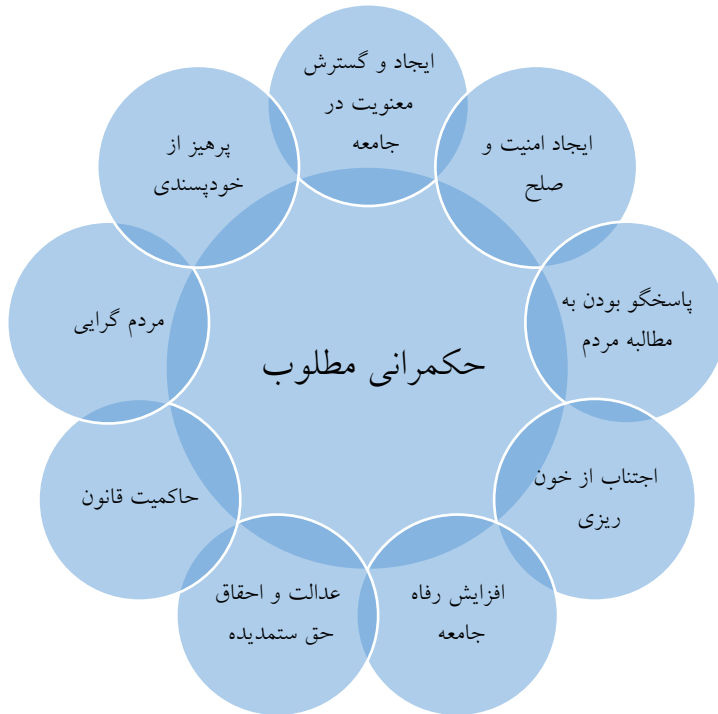 ایجاد و گسترش
معنویت در
جامعه
ایجاد امنیت و
صلح
پاسخگو بودن به
مطالبه مردم
اجتناب از خون
ریزی
افزایش رفاه
جامعه
عدالت و احقاق
حق ستمدیده
حاکمیت قانون
مردم گرایی
پرهیز از
خودپسندی
حکمرانی مطلوب